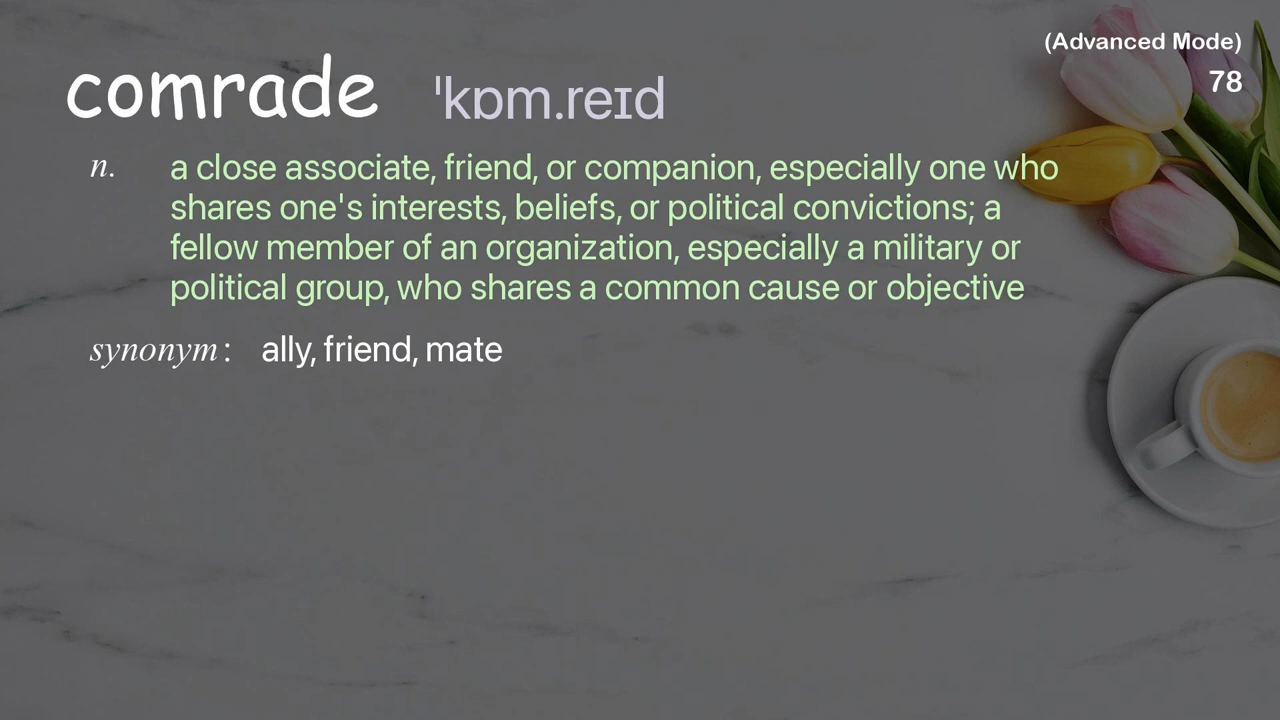 (Advanced Mode)
78
comrade ˈkɒm.reɪd
n. a close associate, friend, or companion, especially one who
shares one's interests, beliefs, or political convictions; a
fellow member of an organization, especially a military or
political group, who shares a common cause or objective
synonym: ally, friend, mate